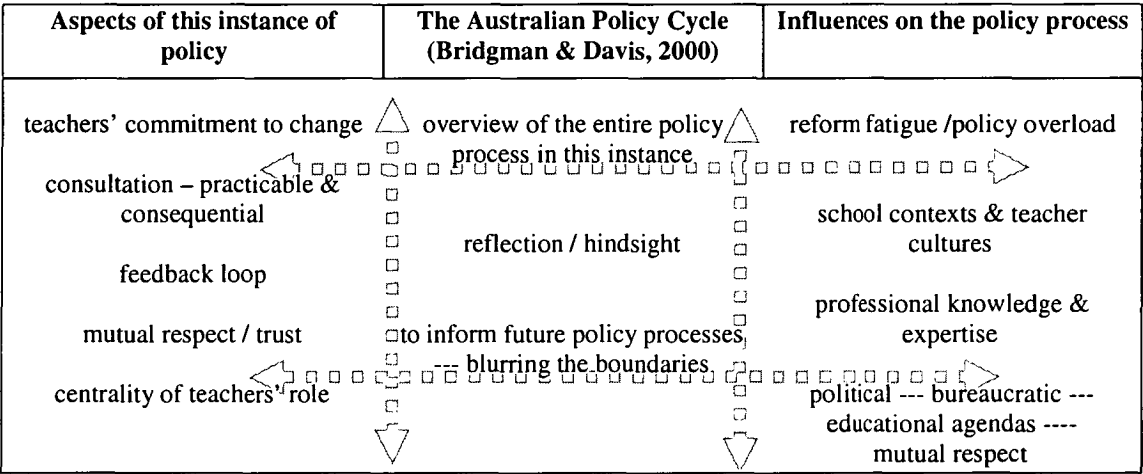 Aspects of this instance of
policy
The Australian Policy Cycle
(Bridgman & Davis, 2000)
Influences on the policy process
teachers' commitment to change
consultation – practicable &
consequential
feedback loop
mutual respect / trust
centrality of teachers' role
overview of the entire policy
process in this instance
reflection / hindsight
to inform future policy processes
--- blurring the boundaries
reform fatigue /policy overload
school contexts & teacher
cultures
professional knowledge &
expertise
political --- bureaucratic ---
educational agendas ----
mutual respect